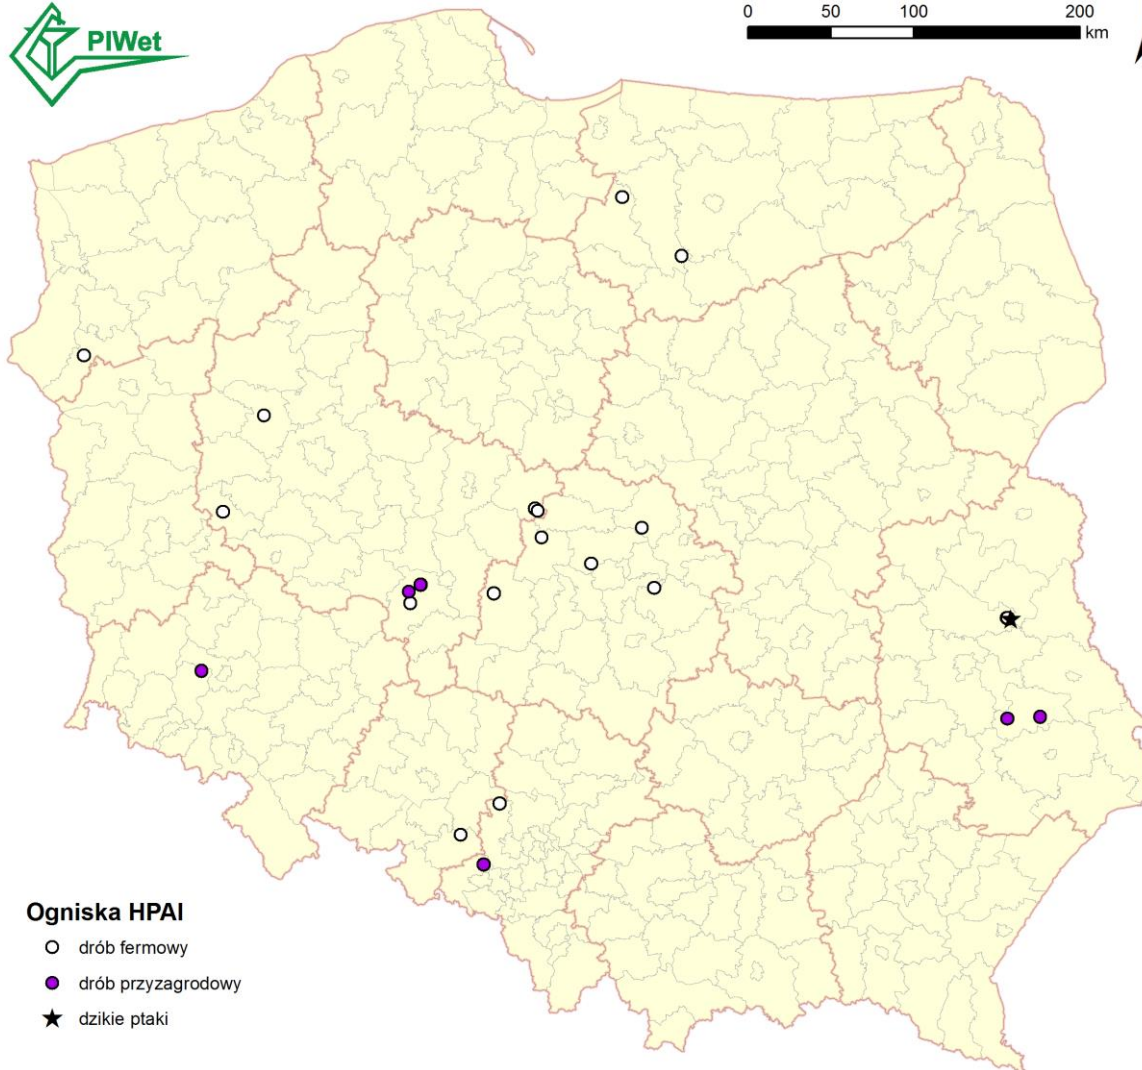 PIWet
0 50 100 200
km
Ogniska HPAI
drób fermowy
drób przyzagrodowy
dzikie ptaki